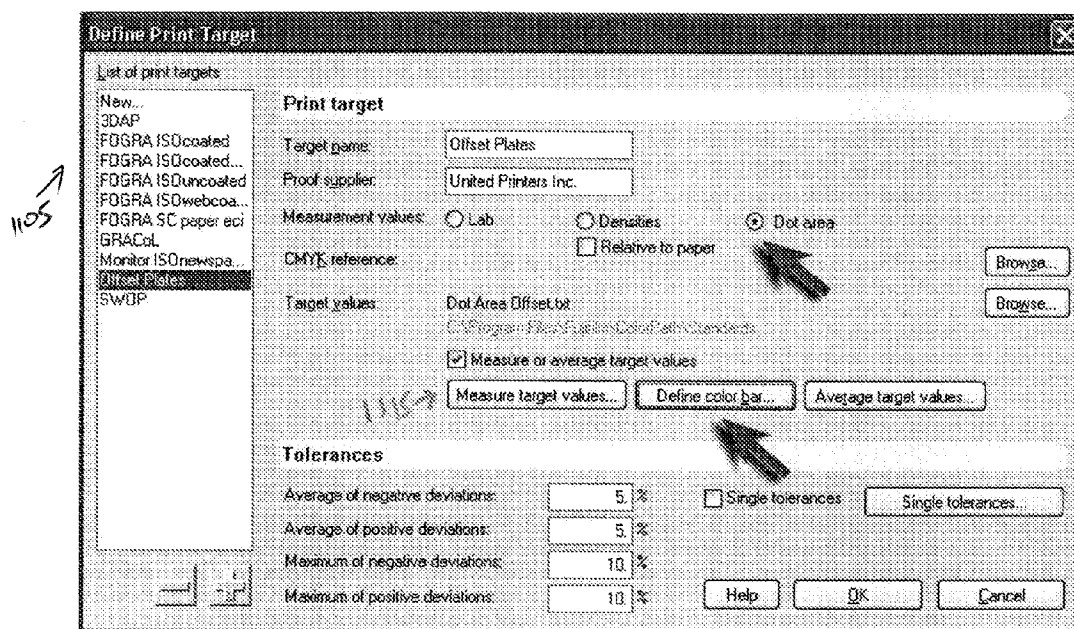 Define Print Target
List of print targets
New...
3DAP
FOGRA ISOcoated
FOGRA ISOcoated...
FOGRA ISOuncoated
FOGRA ISOwebcoa...
FOGRA SC paper eci
GRACoL
Monitor ISOnewspa...
Offset Plates
SWOP
1105
Print target
Target name: Offset Plates
Proof supplier: United Printers Inc.
Measurement values: Lab Densities Dot area
Relative to paper
CMYK reference: Browse...
Target values: Dot Area Offset.txt Browse...
Measure or average target values
Measure target values... Define color bar... Average target values...
Tolerances
Average of negative deviations: 5. % Single tolerances Single tolerances...
Average of positive deviations: 5. %
Maximum of negative deviations: 10. %
Maximum of positive deviations: 10. %
Help OK Cancel